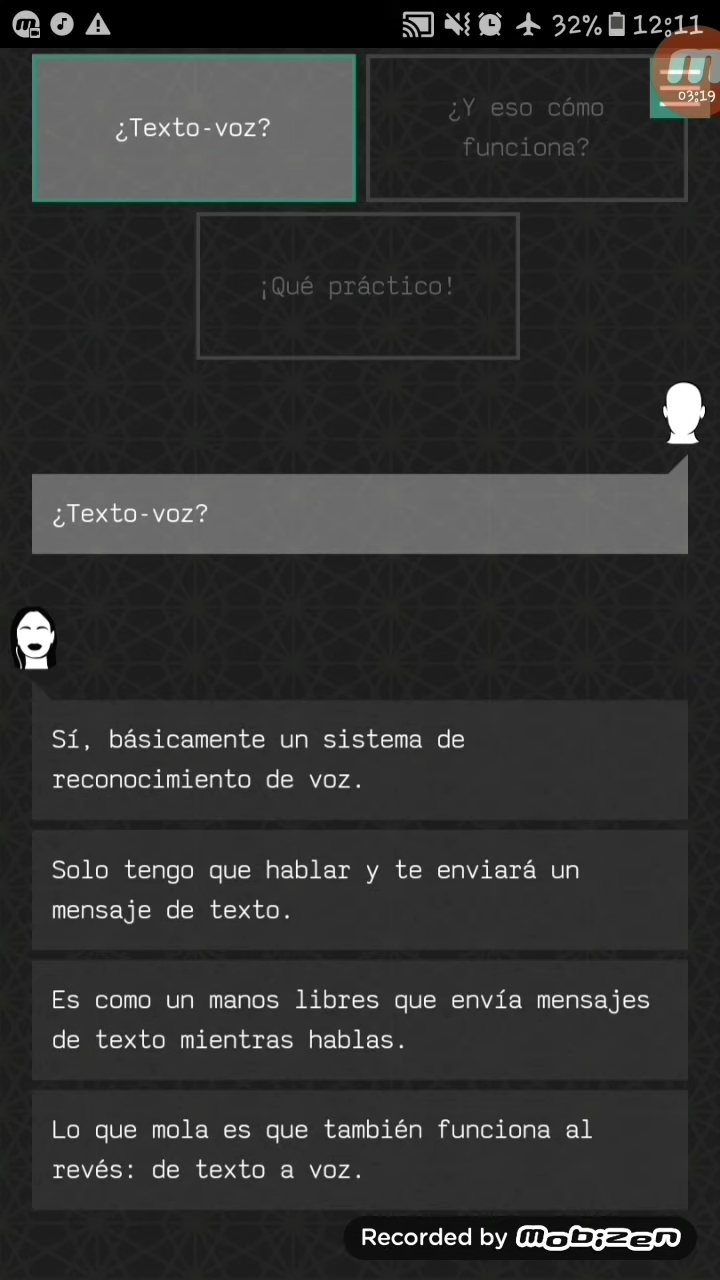 32% 12:11
03:19
¿Texto-voz?
¿Y eso cómo
funciona?
¡Qué práctico!
¿Texto-voz?
Sí, básicamente un sistema de
reconocimiento de voz.
Solo tengo que hablar y te enviará un
mensaje de texto.
Es como un manos libres que envía mensajes
de texto mientras hablas.
Lo que mola es que también funciona al
revés: de texto a voz.
Recorded by mobizen